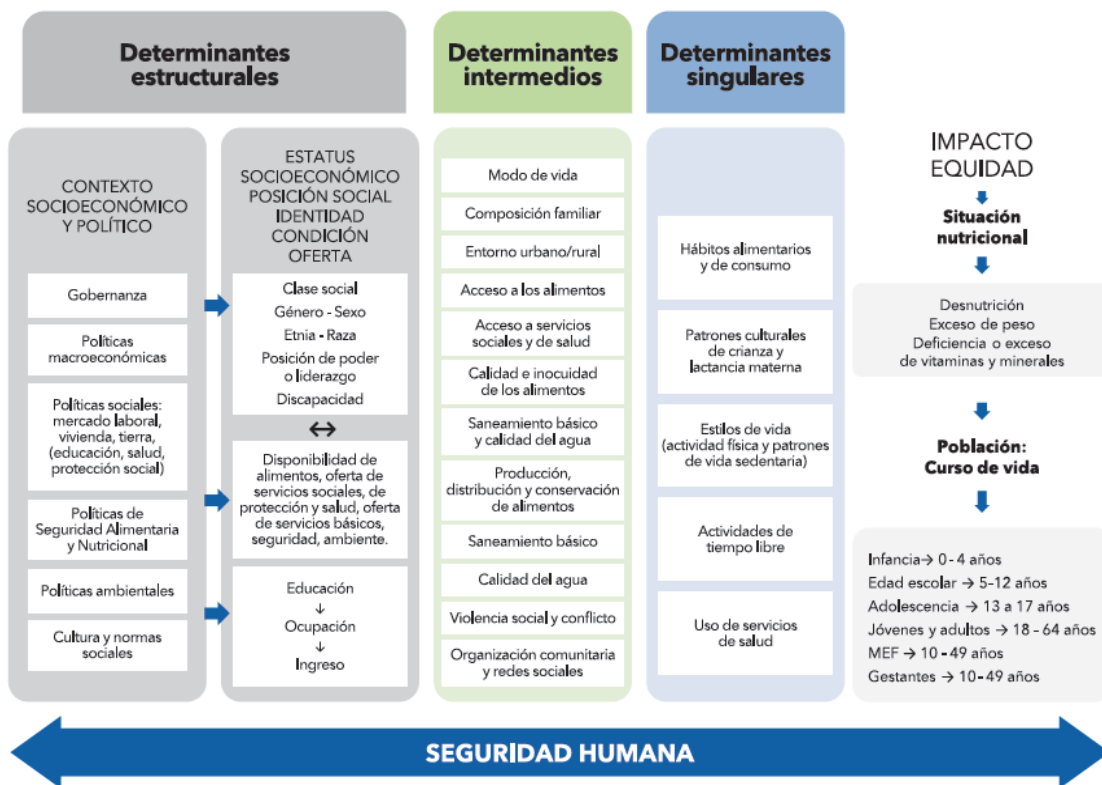 Determinantes
estructurales
Determinantes
intermedios
Determinantes
singulares
CONTEXTO
SOCIOECONÓMICO
Y POLÍTICO
Gobernanza
Políticas
macroeconómicas
Políticas sociales:
mercado laboral,
vivienda, tierra,
(educación, salud,
protección social)
Políticas de
Seguridad Alimentaria
y Nutricional
Políticas ambientales
Cultura y normas
sociales
ESTATUS
SOCIOECONÓMICO
POSICIÓN SOCIAL
IDENTIDAD
CONDICIÓN
OFERTA
Clase social
Género - Sexo
Etnia - Raza
Posición de poder
o liderazgo
Discapacidad
↔
Disponibilidad de
alimentos, oferta de
servicios sociales, de
protección y salud, oferta
de servicios básicos,
seguridad, ambiente.
Educación
↓
Ocupación
↓
Ingreso
Modo de vida
Composición familiar
Entorno urbano/rural
Acceso a los alimentos
Acceso a servicios
sociales y de salud
Calidad e inocuidad
de los alimentos
Saneamiento básico
y calidad del agua
Producción,
distribución y conservación
de alimentos
Saneamiento básico
Calidad del agua
Violencia social y conflicto
Organización comunitaria
y redes sociales
Hábitos alimentarios
y de consumo
Patrones culturales
de crianza y
lactancia materna
Estilos de vida
(actividad física y patrones
de vida sedentaria)
Actividades de
tiempo libre
Uso de servicios
de salud
IMPACTO
EQUIDAD
Situación
nutricional
Desnutrición
Exceso de peso
Deficiencia o exceso
de vitaminas y minerales
Población:
Curso de vida
Infancia→ 0 - 4 años
Edad escolar → 5-12 años
Adolescencia → 13 a 17 años
Jóvenes y adultos → 18 - 64 años
MEF → 10 - 49 años
Gestantes → 10 - 49 años
SEGURIDAD HUMANA